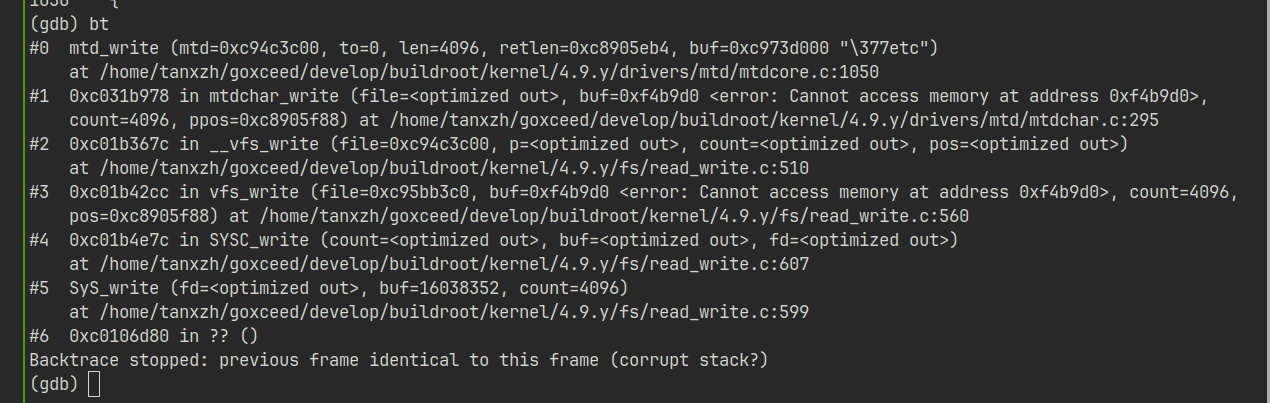 (gdb) bt
#0  mtd_write (mtd=0xc94c3c00, to=0, len=4096, retlen=0xc8905eb4, buf=0xc973d000 "\377etc")
    at /home/tanxzh/goxceed/develop/buildroot/kernel/4.9.y/drivers/mtd/mtdcore.c:1050
#1  0xc031b978 in mtdchar_write (file=<optimized out>, buf=0xf4b9d0 <error: Cannot access memory at address 0xf4b9d0>,
    count=4096, ppos=0xc8905f88) at /home/tanxzh/goxceed/develop/buildroot/kernel/4.9.y/drivers/mtd/mtdchar.c:295
#2  0xc01b367c in __vfs_write (file=0xc94c3c00, p=<optimized out>, count=<optimized out>, pos=<optimized out>)
    at /home/tanxzh/goxceed/develop/buildroot/kernel/4.9.y/fs/read_write.c:510
#3  0xc01b42cc in vfs_write (file=0xc95bb3c0, buf=0xf4b9d0 <error: Cannot access memory at address 0xf4b9d0>, count=4096,
    pos=0xc8905f88) at /home/tanxzh/goxceed/develop/buildroot/kernel/4.9.y/fs/read_write.c:560
#4  0xc01b4e7c in SYSC_write (count=<optimized out>, buf=<optimized out>, fd=<optimized out>)
    at /home/tanxzh/goxceed/develop/buildroot/kernel/4.9.y/fs/read_write.c:607
#5  SyS_write (fd=<optimized out>, buf=16038352, count=4096)
    at /home/tanxzh/goxceed/develop/buildroot/kernel/4.9.y/fs/read_write.c:599
#6  0xc0106d80 in ?? ()
Backtrace stopped: previous frame identical to this frame (corrupt stack?)
(gdb)